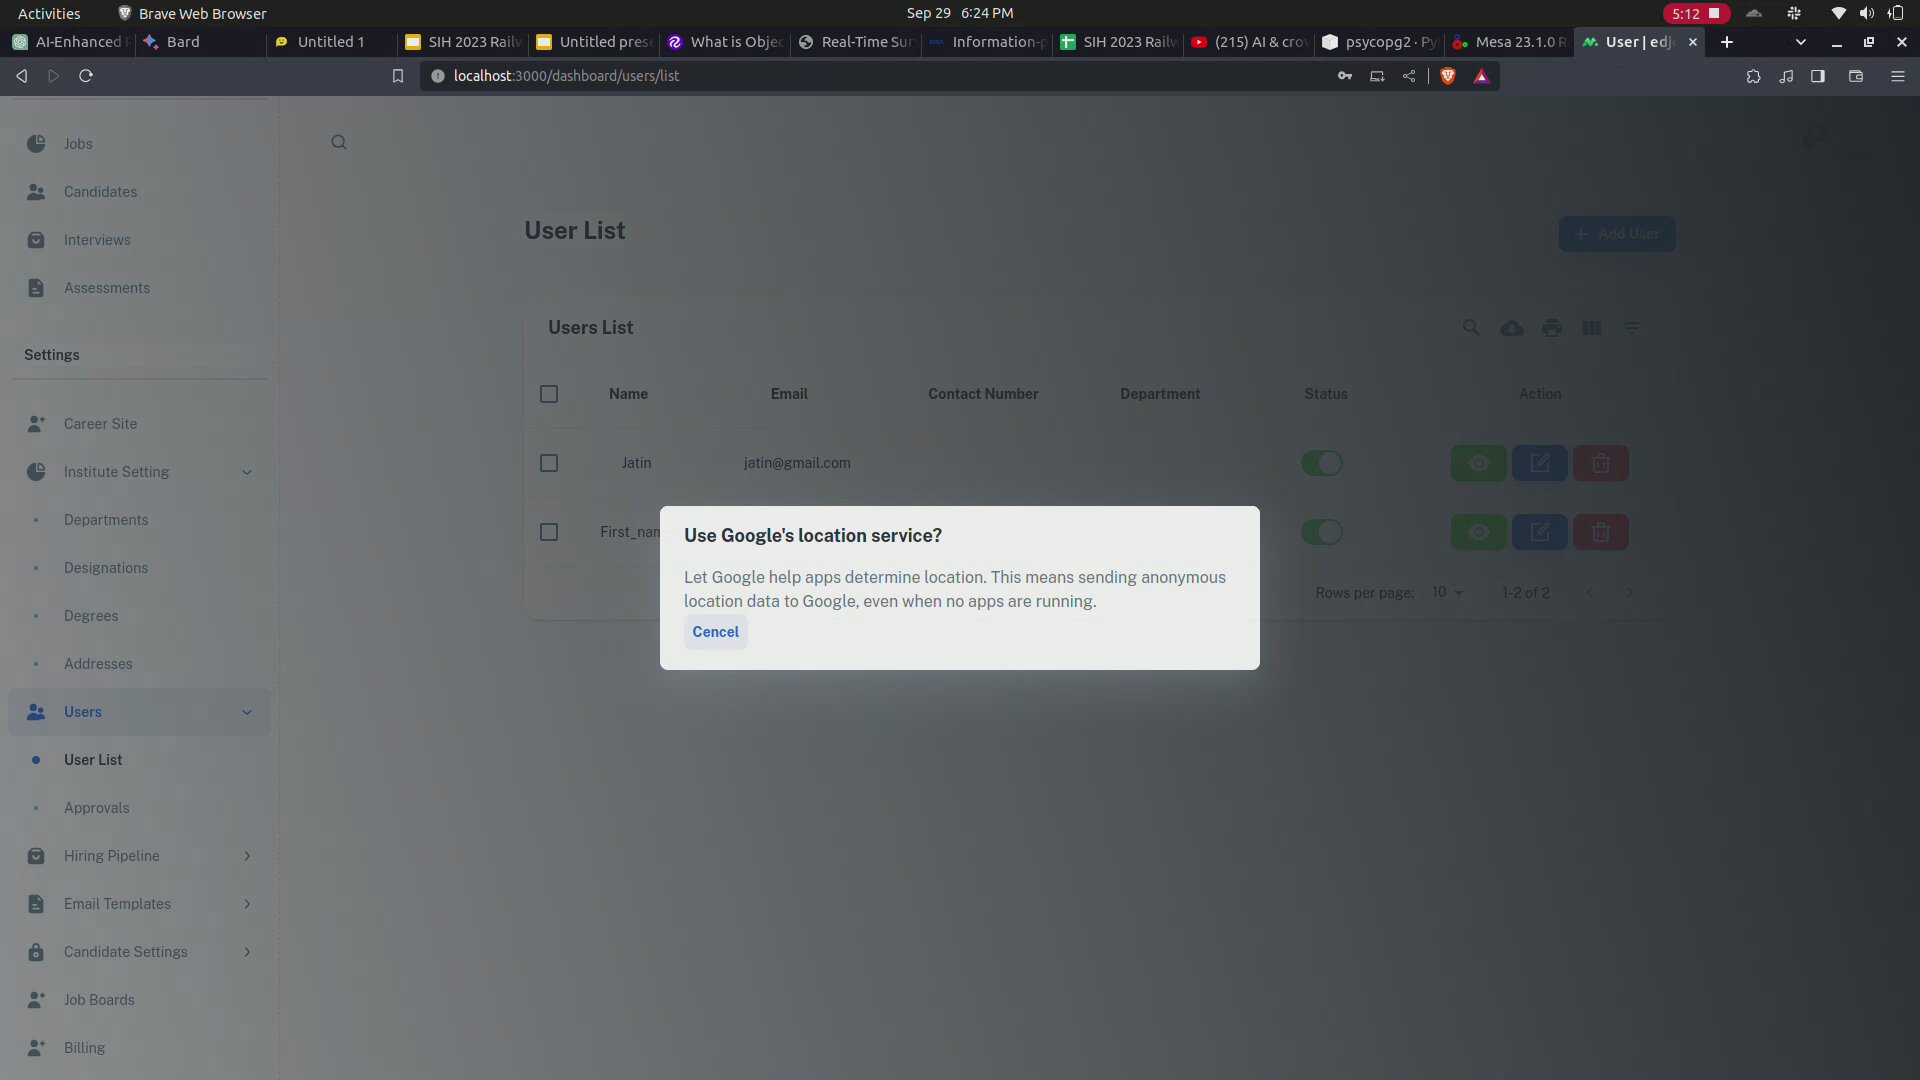 Activities
Brave Web Browser
Sep 29 6:24 PM
5:12
AI-Enhanced
Bard
Untitled 1
SIH 2023 Railw
Untitled prese
What is Objec
Real-Time Sur
Information-p
SIH 2023 Railw
(215) AI & crow
psycopg2 · Py
Mesa 23.1.0 R
User | edjo
localhost:3000/dashboard/users/list
Jobs
Candidates
Interviews
Assessments
Settings
Career Site
Institute Setting
Departments
Designations
Degrees
Addresses
Users
User List
Approvals
Hiring Pipeline
Email Templates
Candidate Settings
Job Boards
Billing
User List
Add User
Users List
Name Email Contact Number Department Status Action
Jatin jatin@gmail.com
First_nam
Rows per page: 10 1-2 of 2
Use Google's location service?
Let Google help apps determine location. This means sending anonymous
location data to Google, even when no apps are running.
Cencel